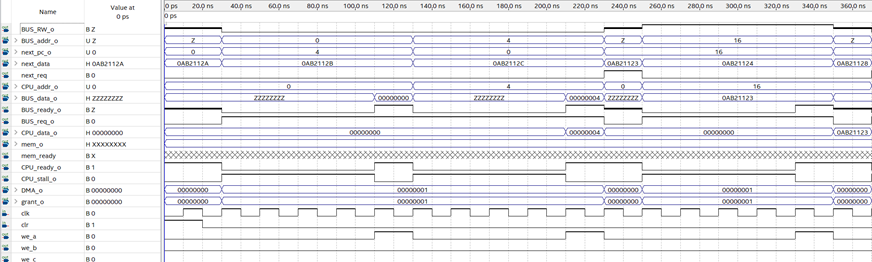 Name Value at 0 ps 0 ps 20.0 ns 40.0 ns 60.0 ns 80.0 ns 100.0 ns 120.0 ns 140.0 ns 160.0 ns 180.0 ns 200.0 ns 220.0 ns 240.0 ns 260.0 ns 280.0 ns 300.0 ns 320.0 ns 340.0 ns 360.0 ns
0 ps
BUS_RW_o B Z
BUS_addr_o U Z Z 0 4 Z 16 Z
next_pc_o U 0 0 4 0 16
next_data H 0AB2112A 0AB2112A 0AB2112B 0AB2112C 0AB21123 0AB21124 0AB21128
next_req B 0
CPU_addr_o U 0 0 4 0 16
BUS_data_o H ZZZZZZZZ ZZZZZZZZ 00000000 ZZZZZZZZ 00000004 ZZZZZZZZ 0AB21123
BUS_ready_o B Z
BUS_req_o B 0
CPU_data_o H 00000000 00000000 00000004 00000000 0AB21123
mem_o H XXXXXXXX
mem_ready B X
CPU_ready_o B 1
CPU_stall_o B 0
DMA_o B 00000000 00000000 00000001 00000000 00000001 00000000
grant_o B 00000000 00000000 00000001 00000000 00000001 00000000
clk B 0
clr B 1
we_a B 0
we_b B 0
we_c B 0